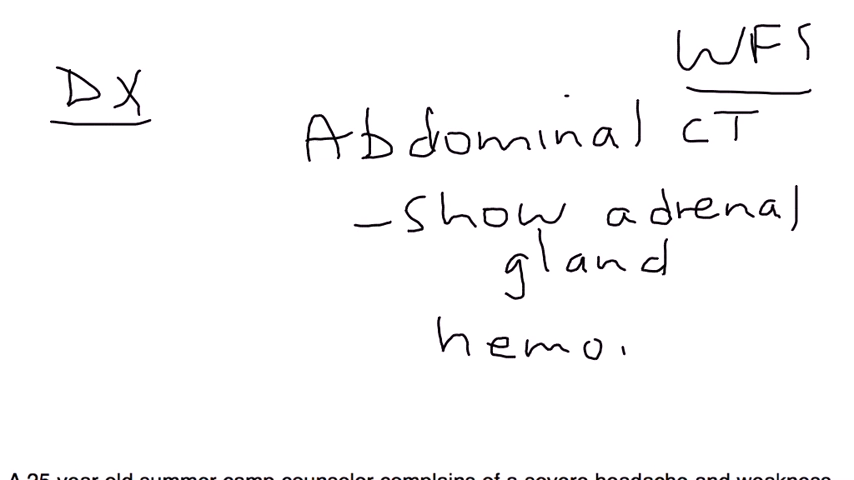 WFS
DX
Abdominal CT
- Show adrenal
gland
hemo.
A 25 year old summer camp counselor complains of a severe headache and weakness